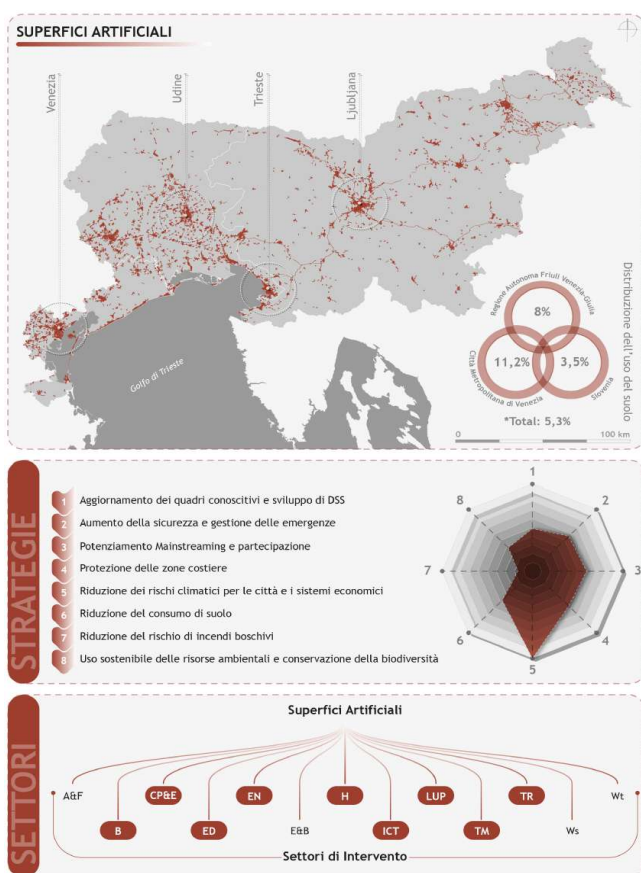 SUPERFICI ARTIFICIALI
Venezia
Udine
Trieste
Ljubljana
Golfo di Trieste
Distribuzione dell'uso del suolo
Regione Autonoma Friuli Venezia-Giulia
8%
Città Metropolitana di Venezia
11,2%
3,5%
Slovenia
*Total: 5,3%
0 100 km
STRATEGIE
1 Aggiornamento dei quadri conoscitivi e sviluppo di DSS
2 Aumento della sicurezza e gestione delle emergenze
3 Potenziamento Mainstreaming e partecipazione
4 Protezione delle zone costiere
5 Riduzione dei rischi climatici per le città e i sistemi economici
6 Riduzione del consumo di suolo
7 Riduzione del rischio di incendi boschivi
8 Uso sostenibile delle risorse ambientali e conservazione della biodiversità
1
8 2
7 3
6 4
5
SETTORI
Superfici Artificiali
A&F CP&E EN H LUP TR Wt
B ED E&B ICT TM Ws
Settori di Intervento